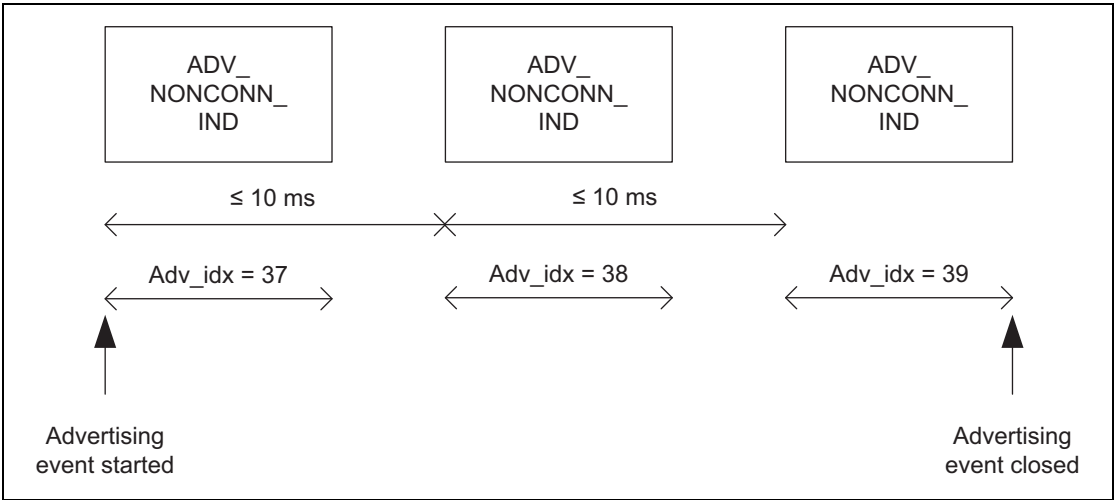 ADV_
NONCONN_
IND
ADV_
NONCONN_
IND
ADV_
NONCONN_
IND
≤ 10 ms
≤ 10 ms
Adv_idx = 37
Adv_idx = 38
Adv_idx = 39
Advertising
event started
Advertising
event closed